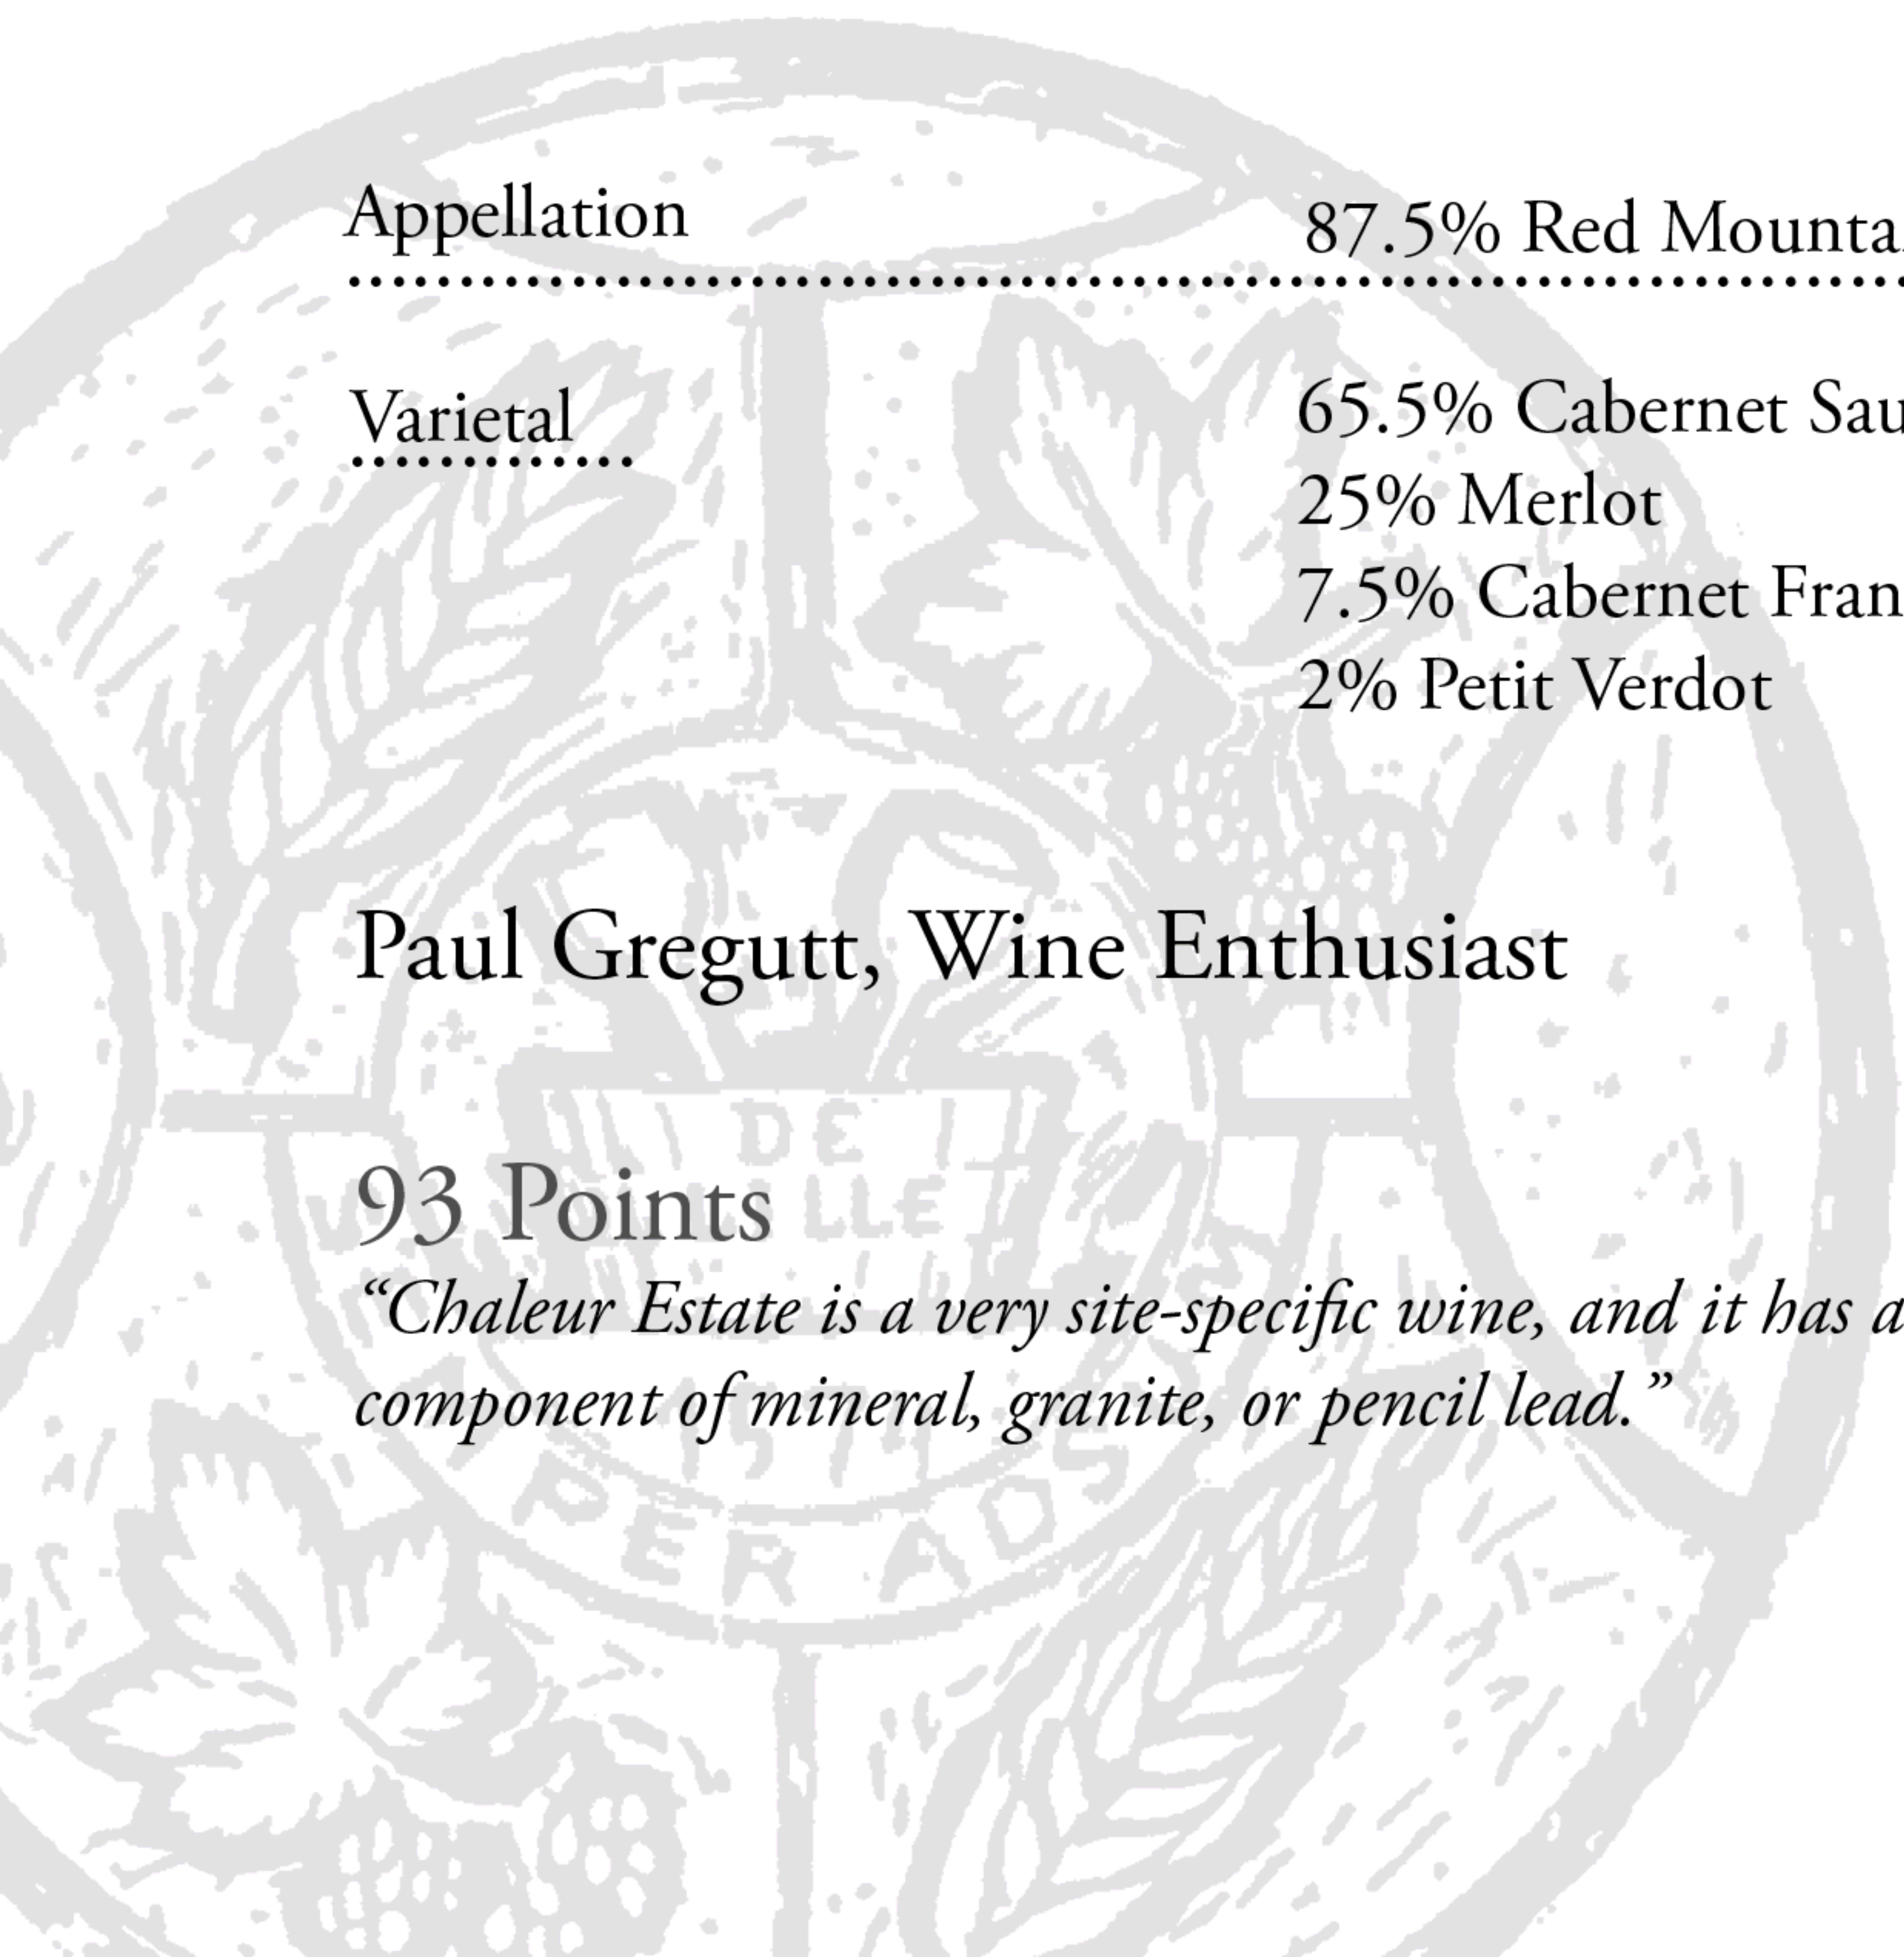 Appellation 87.5% Red Mounta
Varietal 65.5% Cabernet Sau
25% Merlot
7.5% Cabernet Fran
2% Petit Verdot
Paul Gregutt, Wine Enthusiast
93 Points
“Chaleur Estate is a very site-specific wine, and it has a
component of mineral, granite, or pencil lead.”
DE
LLE
PER ADS